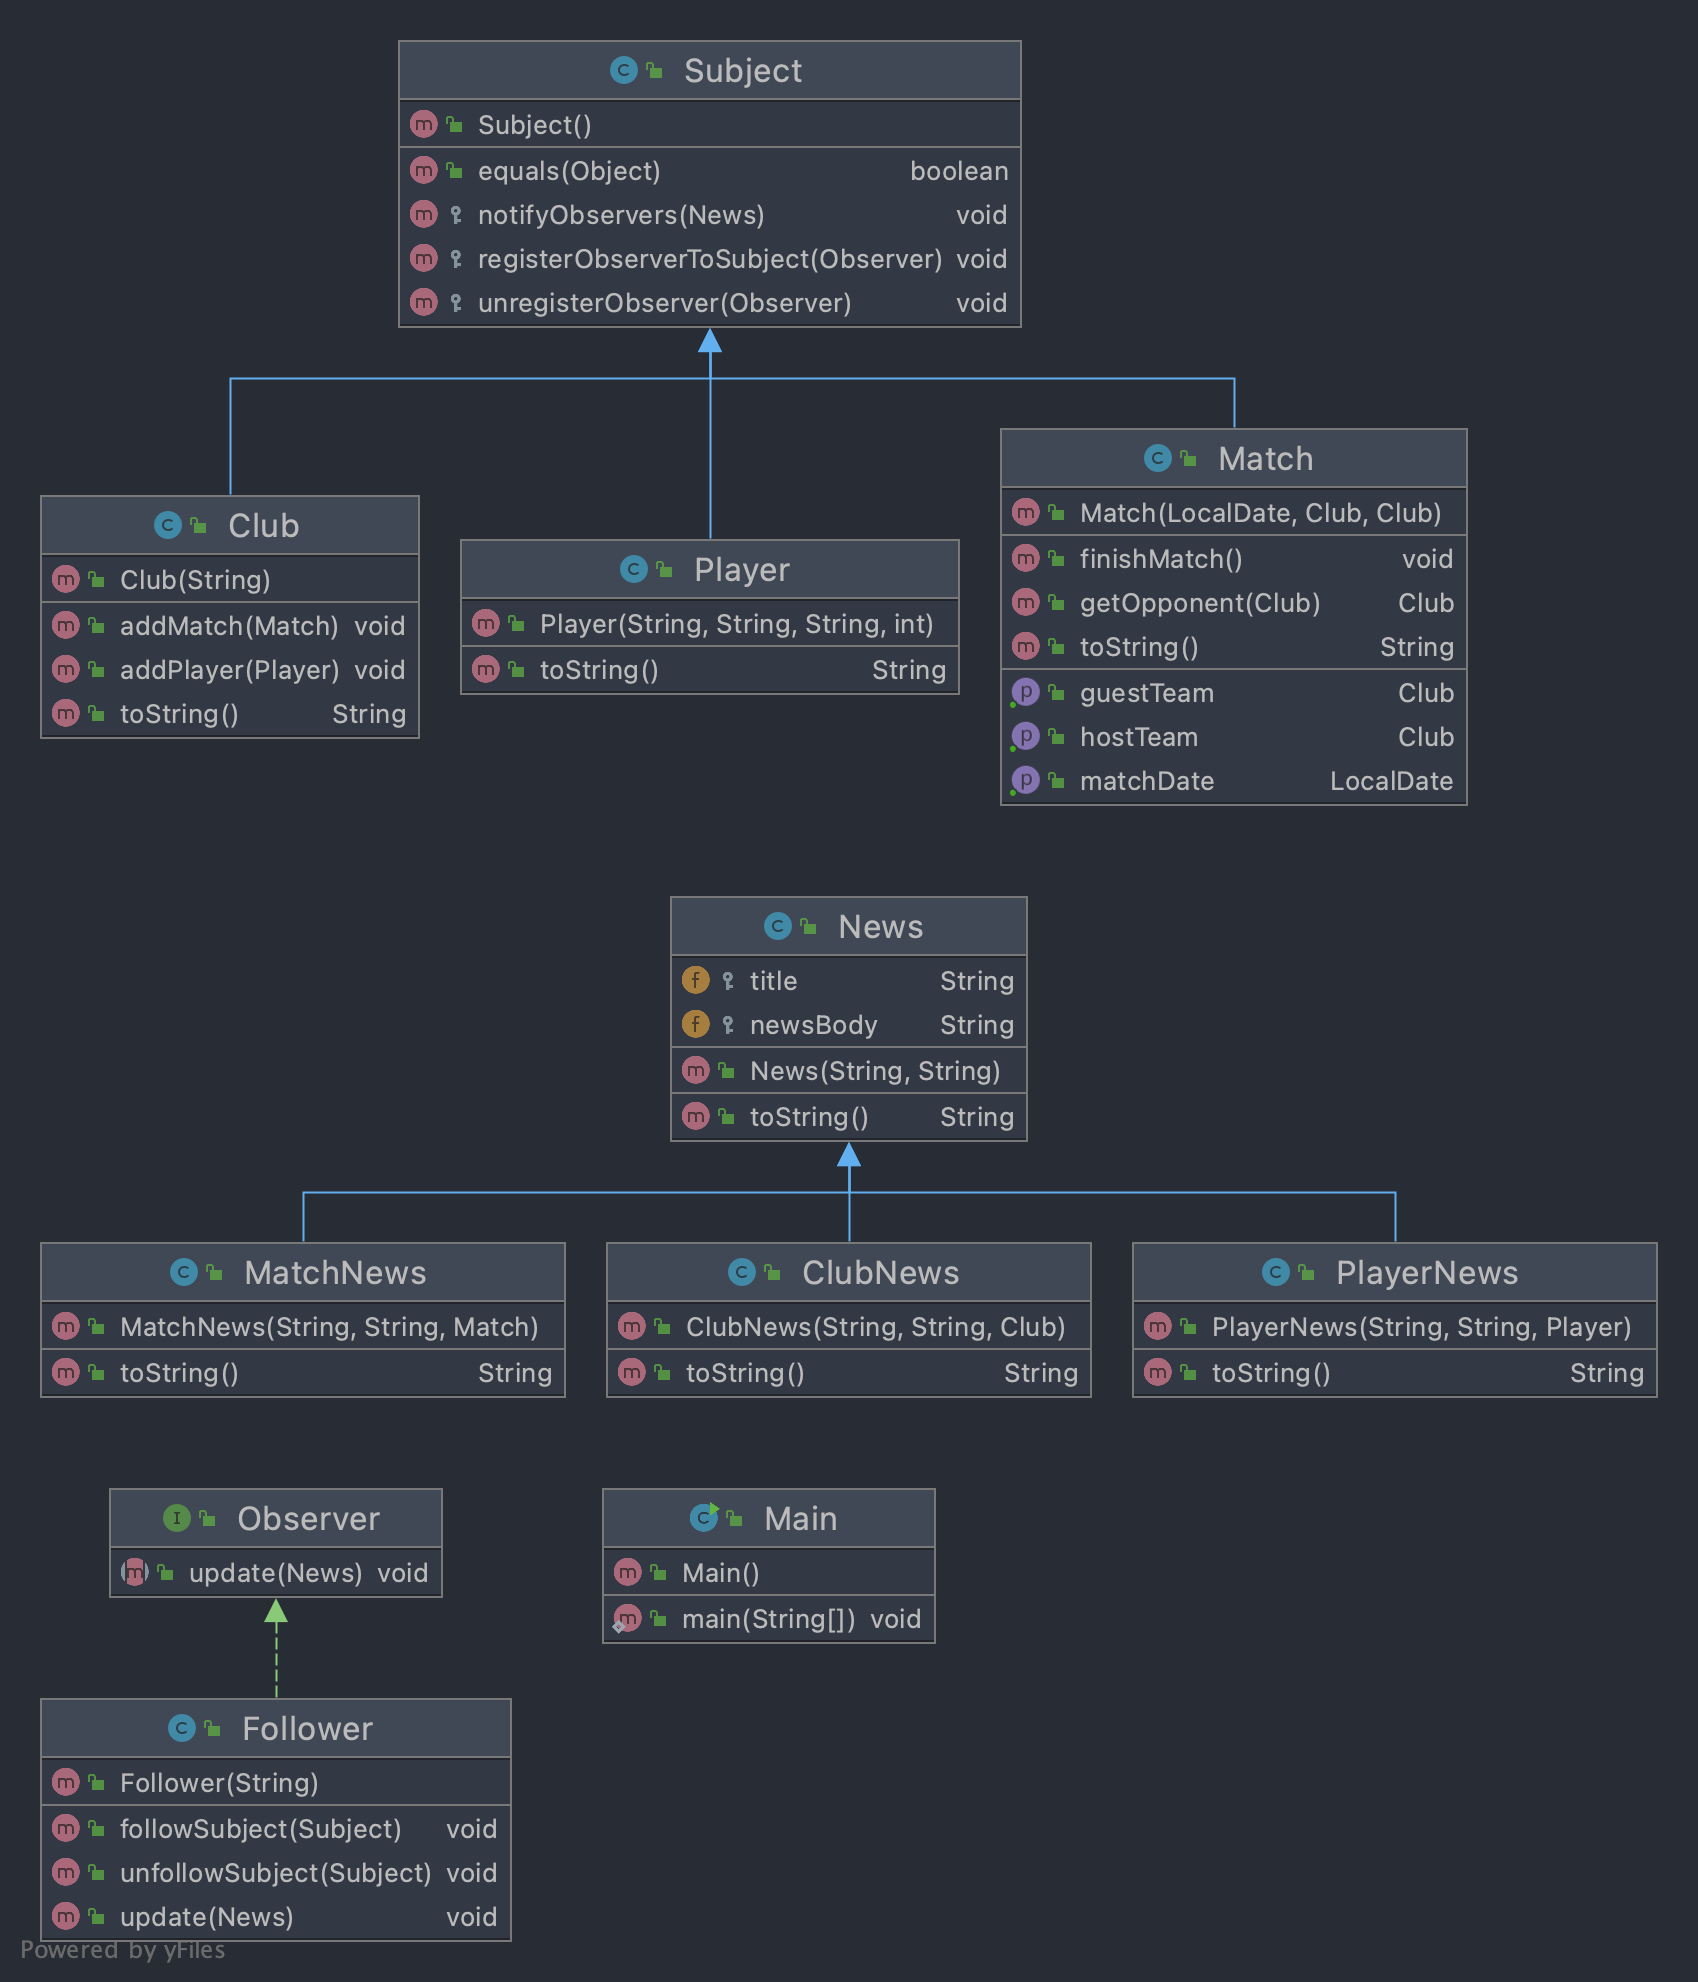 Subject
Subject()
equals(Object) boolean
notifyObservers(News) void
registerObserverToSubject(Observer) void
unregisterObserver(Observer) void
Club
Club(String)
addMatch(Match) void
addPlayer(Player) void
toString() String
Player
Player(String, String, String, int)
toString() String
Match
Match(LocalDate, Club, Club)
finishMatch() void
getOpponent(Club) Club
toString() String
guestTeam Club
hostTeam Club
matchDate LocalDate
News
title String
newsBody String
News(String, String)
toString() String
MatchNews
MatchNews(String, String, Match)
toString() String
ClubNews
ClubNews(String, String, Club)
toString() String
PlayerNews
PlayerNews(String, String, Player)
toString() String
Observer
update(News) void
Main
Main()
main(String[]) void
Follower
Follower(String)
followSubject(Subject) void
unfollowSubject(Subject) void
update(News) void
Powered by yFiles